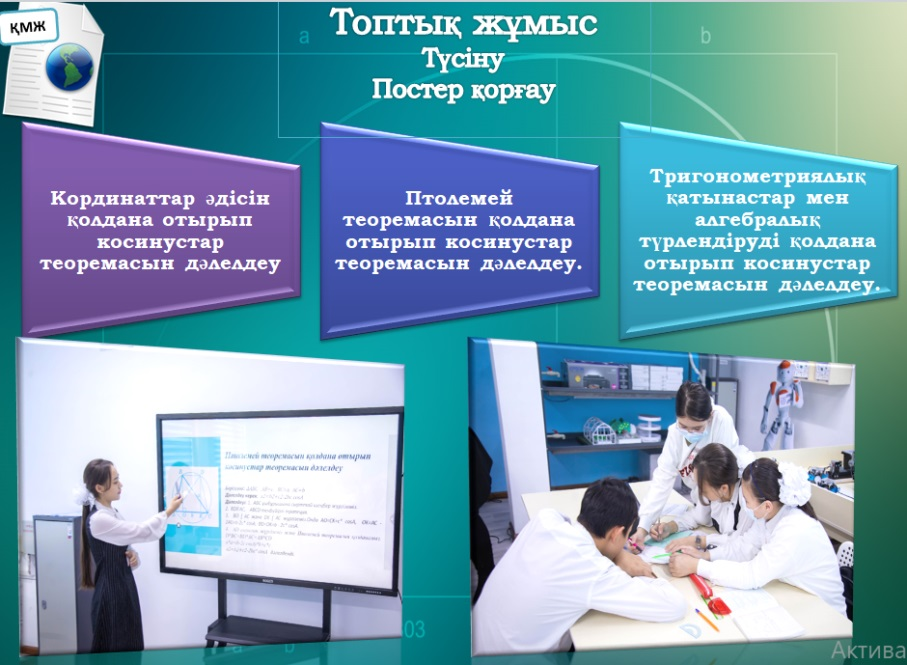 ҚМЖ
Топтық жұмыс
Түсіну
Постер қорғау
a
b
Кординаттар әдісін
қолдана отырып
косинустар
теоремасын дәлелдеу
Птолемей
теоремасын қолдана
отырып косинустар
теоремасын дәлелдеу.
Тригонометриялық
қатынастар мен
алгебралық
түрлендіруді қолдана
отырып косинустар
теоремасын дәлелдеу.
Птолемей теоремасын қолдана отырып
косинустар теоремасын дәлелдеу
03
Актива